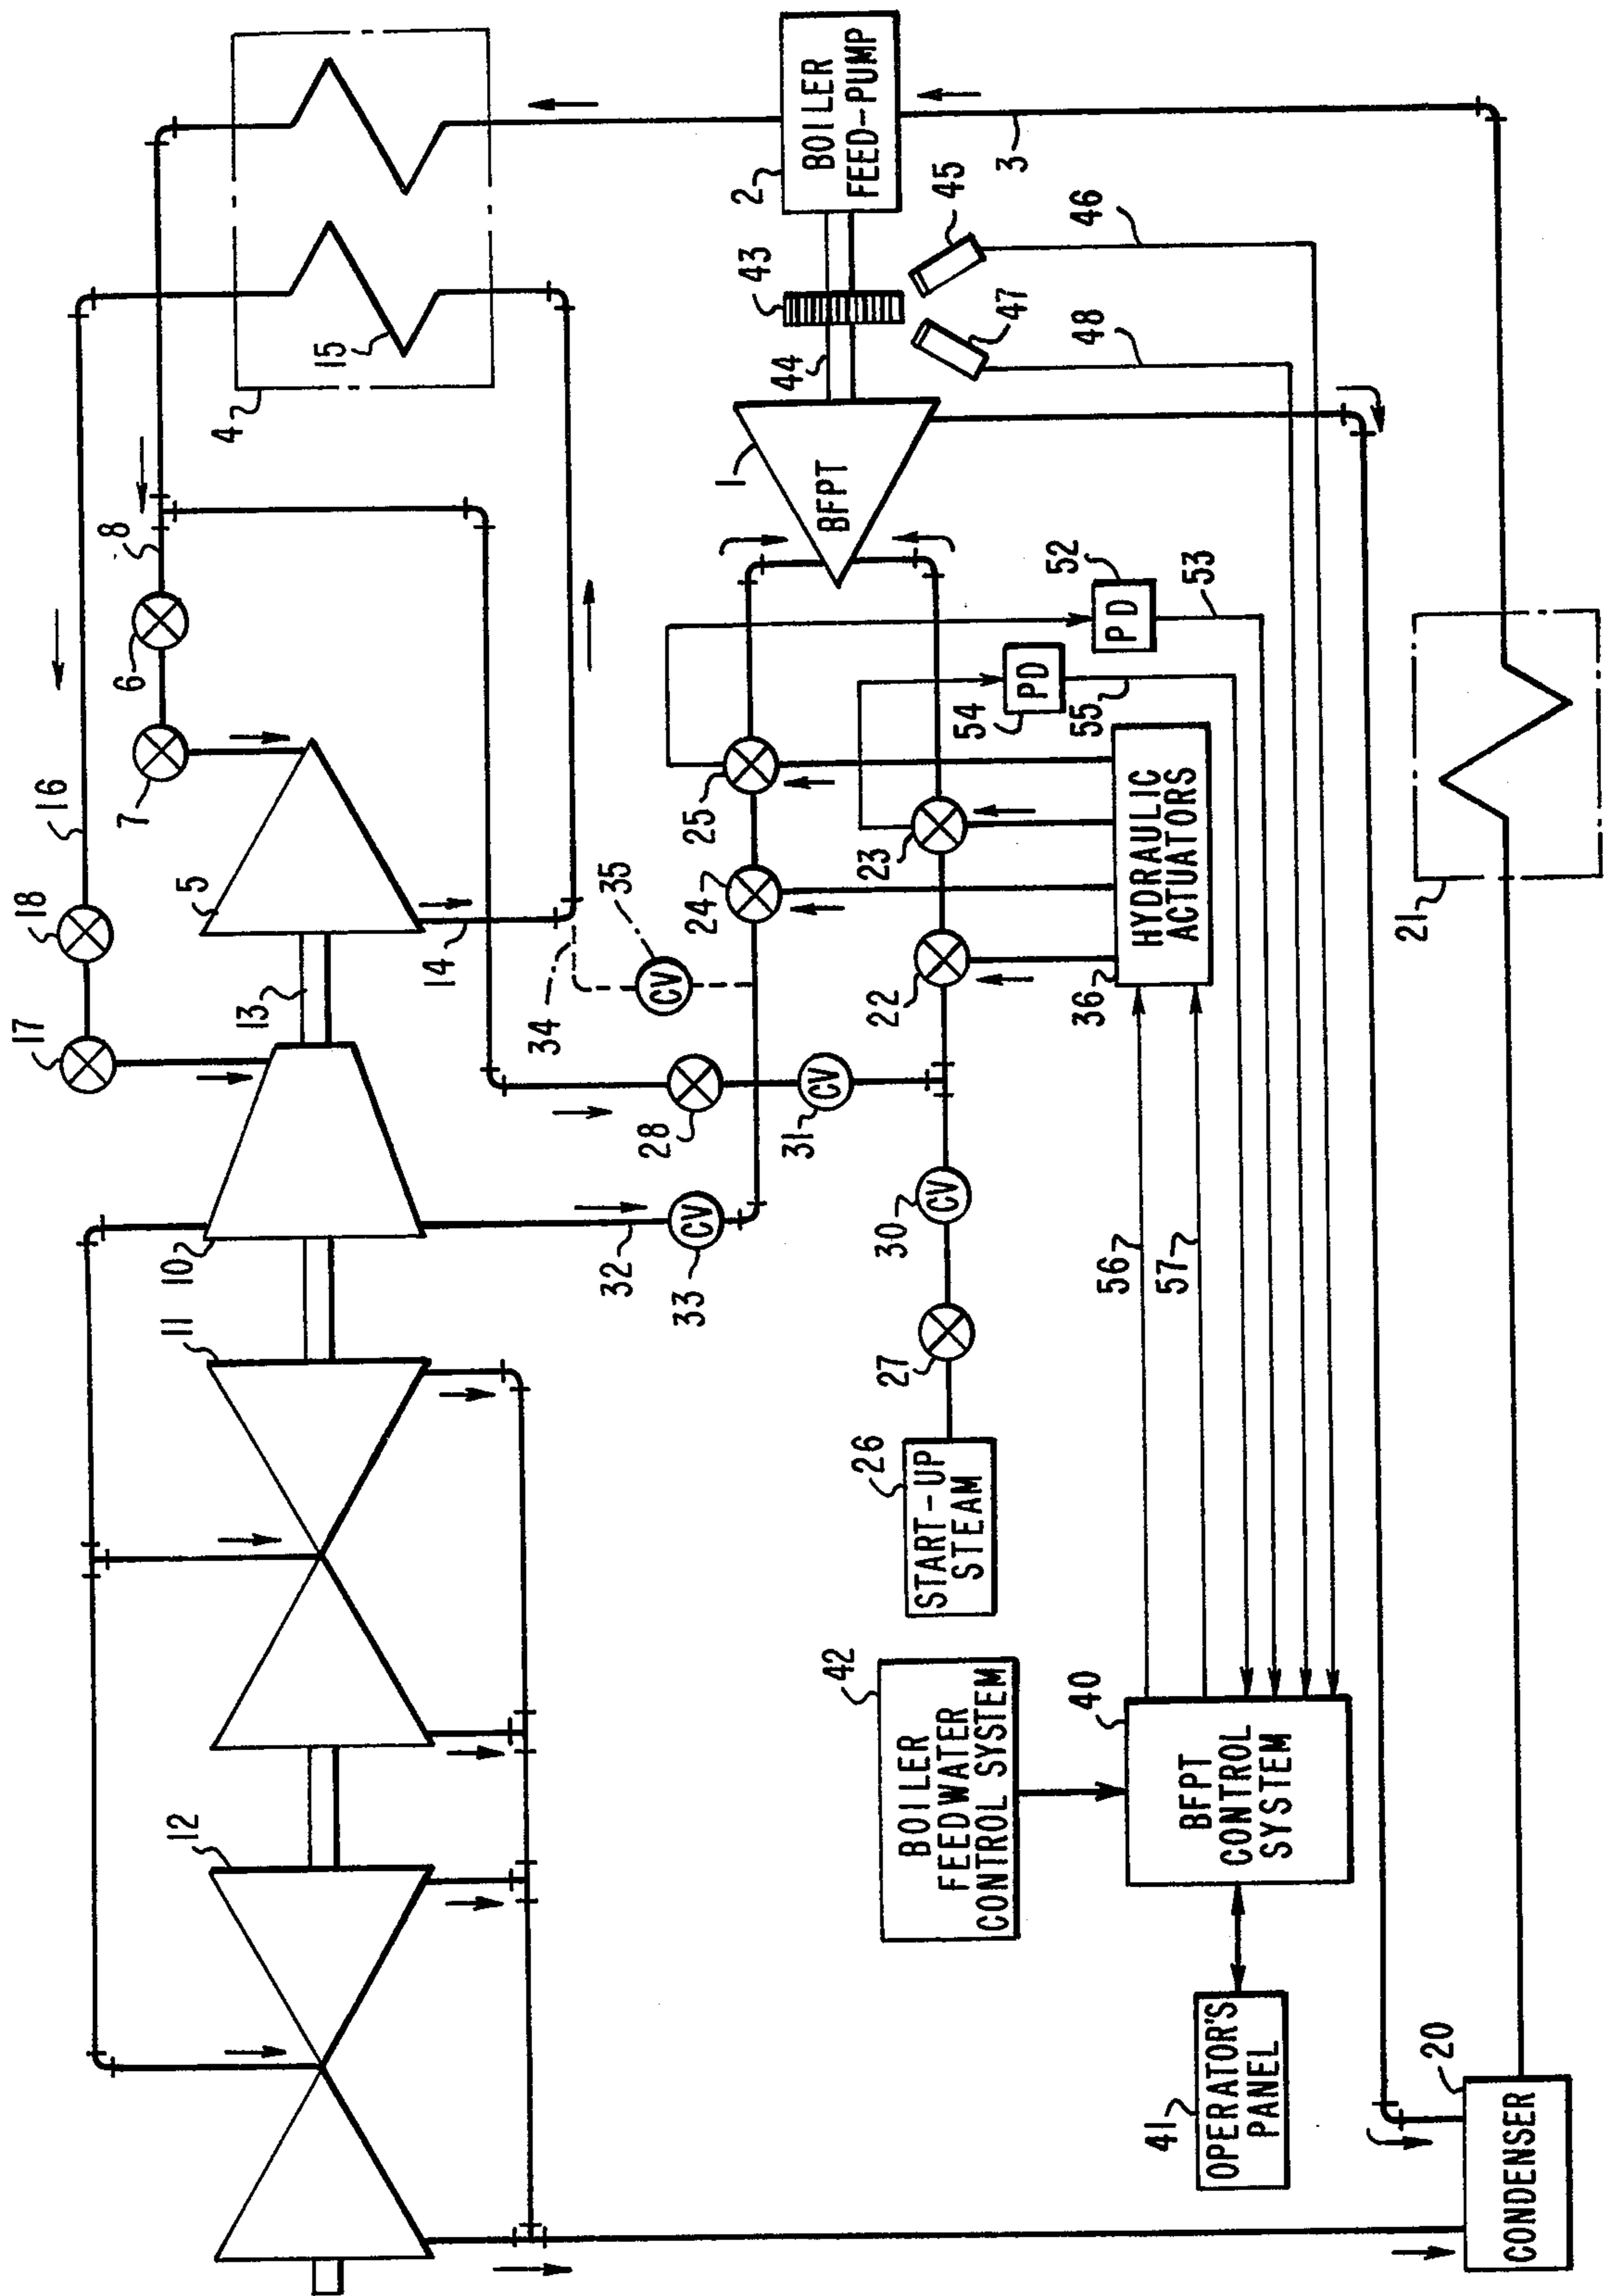 16
18
17
7
6
8
4
15
5
13
14
10
11
12
34
35
CV
28
31
CV
32
33
CV
24
25
22
23
30
CV
27
26
START-UP
STEAM
1
BFPT
44
43
2
BOILER
FEED-PUMP
3
45
46
47
48
52
PD
53
54
PD
55
36
HYDRAULIC
ACTUATORS
56
57
42
BOILER
FEEDWATER
CONTROL SYSTEM
40
BFPT
CONTROL
SYSTEM
41
OPERATOR'S
PANEL
20
CONDENSER
21